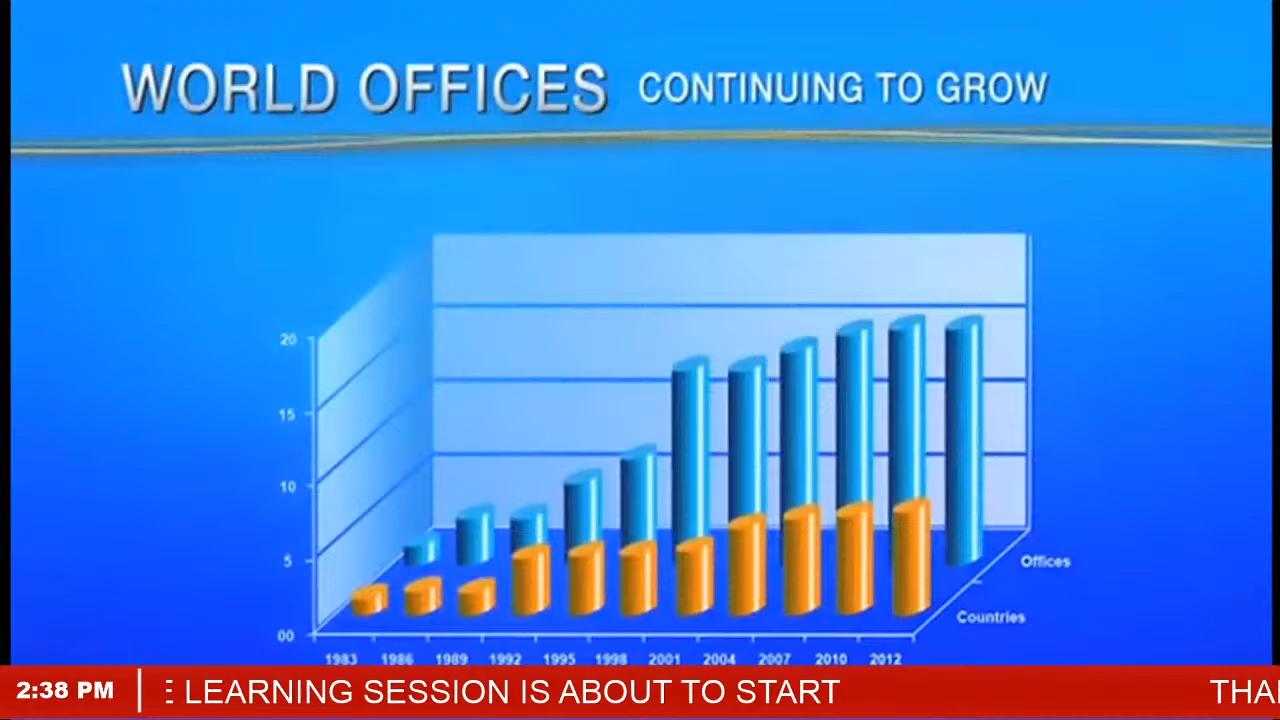 WORLD OFFICES CONTINUING TO GROW
20
15
10
5
00
Offices
Countries
1983 1986 1989 1992 1995 1998 2001 2004 2007 2010 2012
2:38 PM LEARNING SESSION IS ABOUT TO START